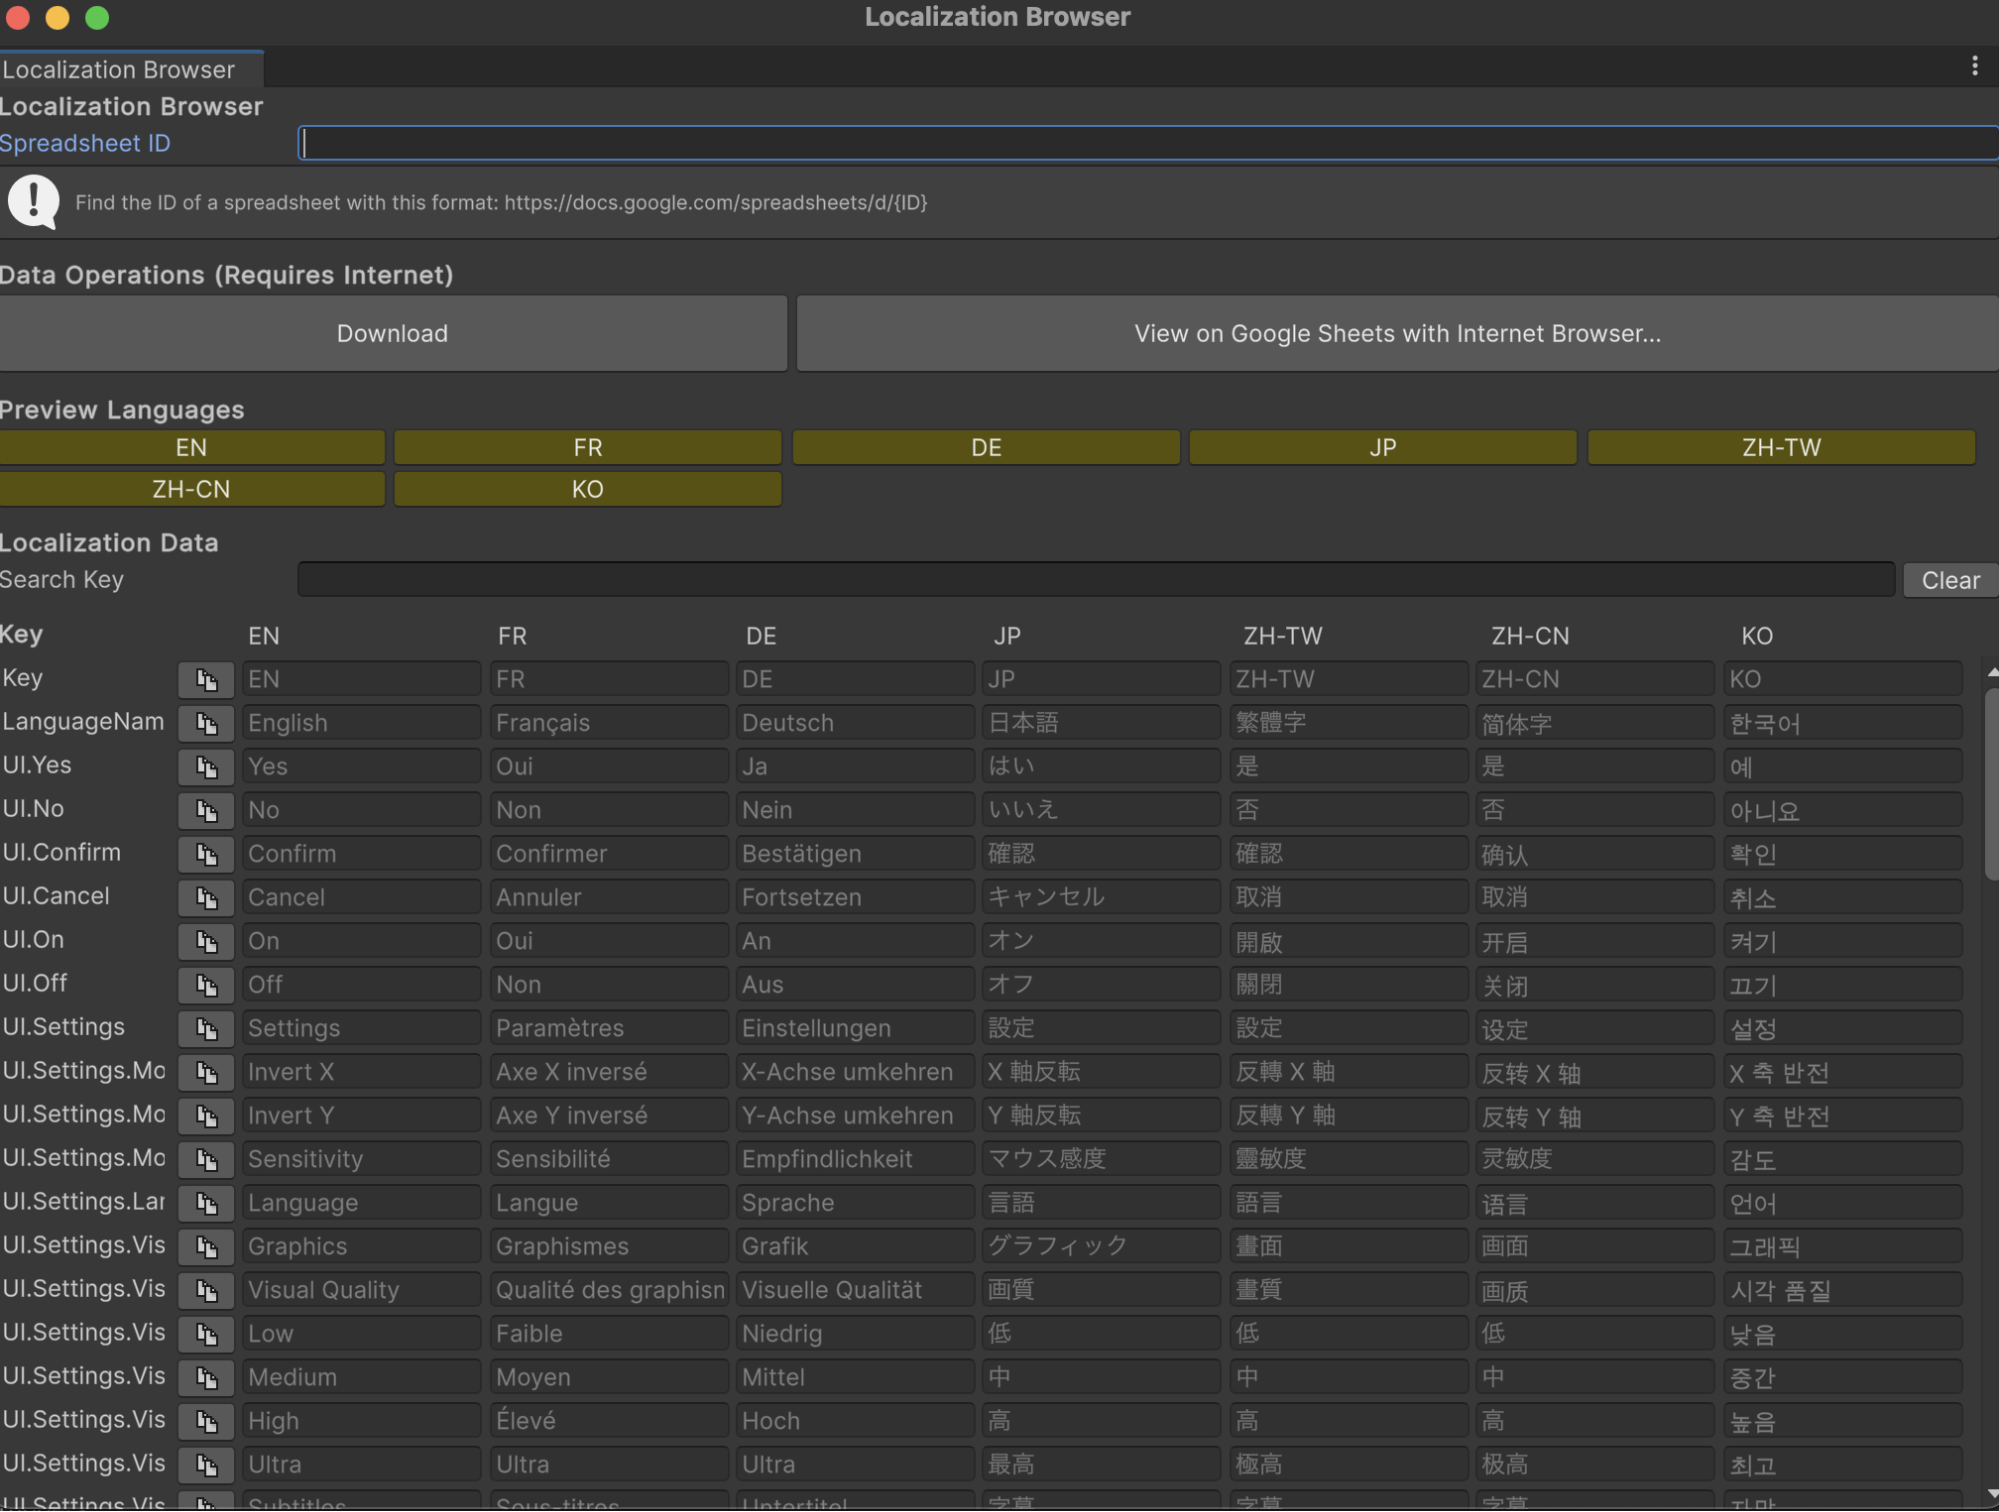 Localization Browser
Localization Browser
Localization Browser
Spreadsheet ID
Find the ID of a spreadsheet with this format: https://docs.google.com/spreadsheets/d/{ID}
Data Operations (Requires Internet)
Download View on Google Sheets with Internet Browser...
Preview Languages
EN FR DE JP ZH-TW
ZH-CN KO
Localization Data
Search Key Clear
Key EN FR DE JP ZH-TW ZH-CN KO
Key EN FR DE JP ZH-TW ZH-CN KO
LanguageNam English Français Deutsch 日本語 繁體字 简体字 한국어
UI.Yes Yes Oui Ja はい 是 是 예
UI.No No Non Nein いいえ 否 否 아니요
UI.Confirm Confirm Confirmer Bestätigen 確認 確認 确认 확인
UI.Cancel Cancel Annuler Fortsetzen キャンセル 取消 取消 취소
UI.On On Oui An オン 開啟 开启 켜기
UI.Off Off Non Aus オフ 關閉 关闭 끄기
UI.Settings Settings Paramètres Einstellungen 設定 設定 设定 설정
UI.Settings.Mo Invert X Axe X inversé X-Achse umkehren X 軸反転 反轉 X 軸 反转 X 轴 X 축 반전
UI.Settings.Mo Invert Y Axe Y inversé Y-Achse umkehren Y 軸反転 反轉 Y 軸 反转 Y 轴 Y 축 반전
UI.Settings.Mo Sensitivity Sensibilité Empfindlichkeit マウス感度 靈敏度 灵敏度 감도
UI.Settings.Lar Language Langue Sprache 言語 語言 语言 언어
UI.Settings.Vis Graphics Graphismes Grafik グラフィック 畫面 画面 그래픽
UI.Settings.Vis Visual Quality Qualité des graphisn Visuelle Qualität 画質 畫質 画质 시각 품질
UI.Settings.Vis Low Faible Niedrig 低 低 低 낮음
UI.Settings.Vis Medium Moyen Mittel 中 中 中 중간
UI.Settings.Vis High Élevé Hoch 高 高 高 높음
UI.Settings.Vis Ultra Ultra Ultra 最高 極高 极高 최고
UI.Settings.Vis Subtitles Sous-titres Untertitel 字幕 字幕 字幕 자막